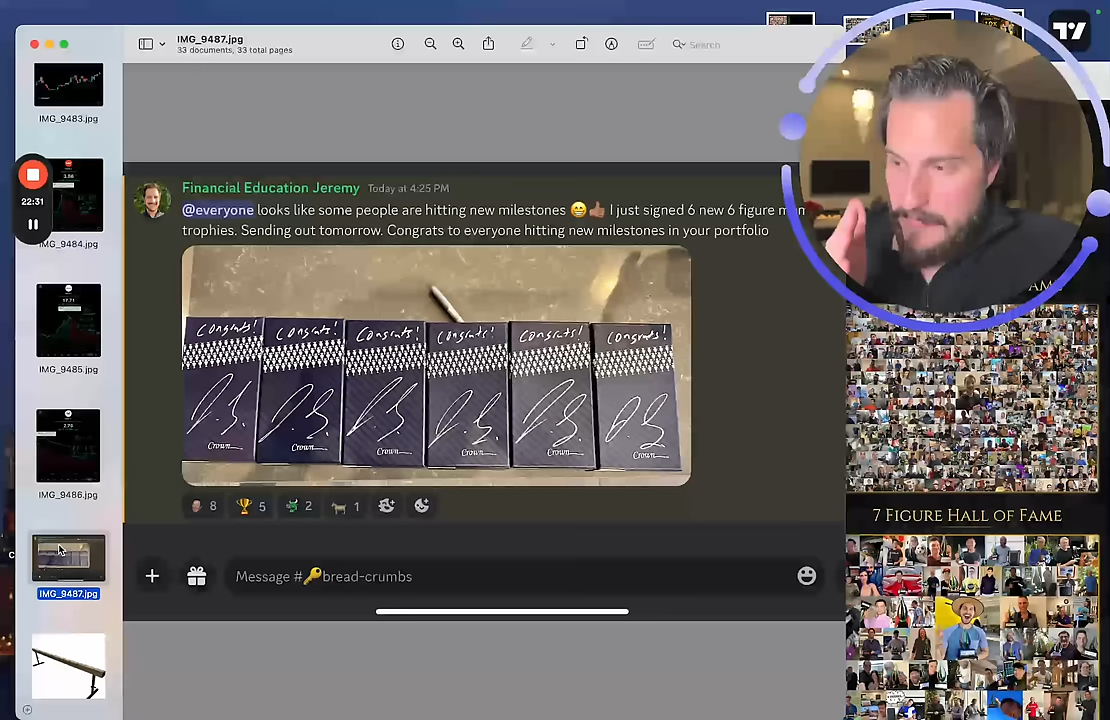 IMG_9487.jpg
33 documents, 33 total pages
Search
IMG_9483.jpg
22:31
IMG_9484.jpg
IMG_9485.jpg
IMG_9486.jpg
IMG_9487.jpg
Financial Education Jeremy Today at 4:25 PM
@everyone looks like some people are hitting new milestones 😁👍 I just signed 6 new 6 figure
trophies. Sending out tomorrow. Congrats to everyone hitting new milestones in your portfolio
Congrats! Congrats! Congrats! Congrats! Congrats! Congrats!
Crown Crown Crown Crown Crown Crown
8 5 2 1
Message #🔑bread-crumbs
7 Figure Hall of Fame